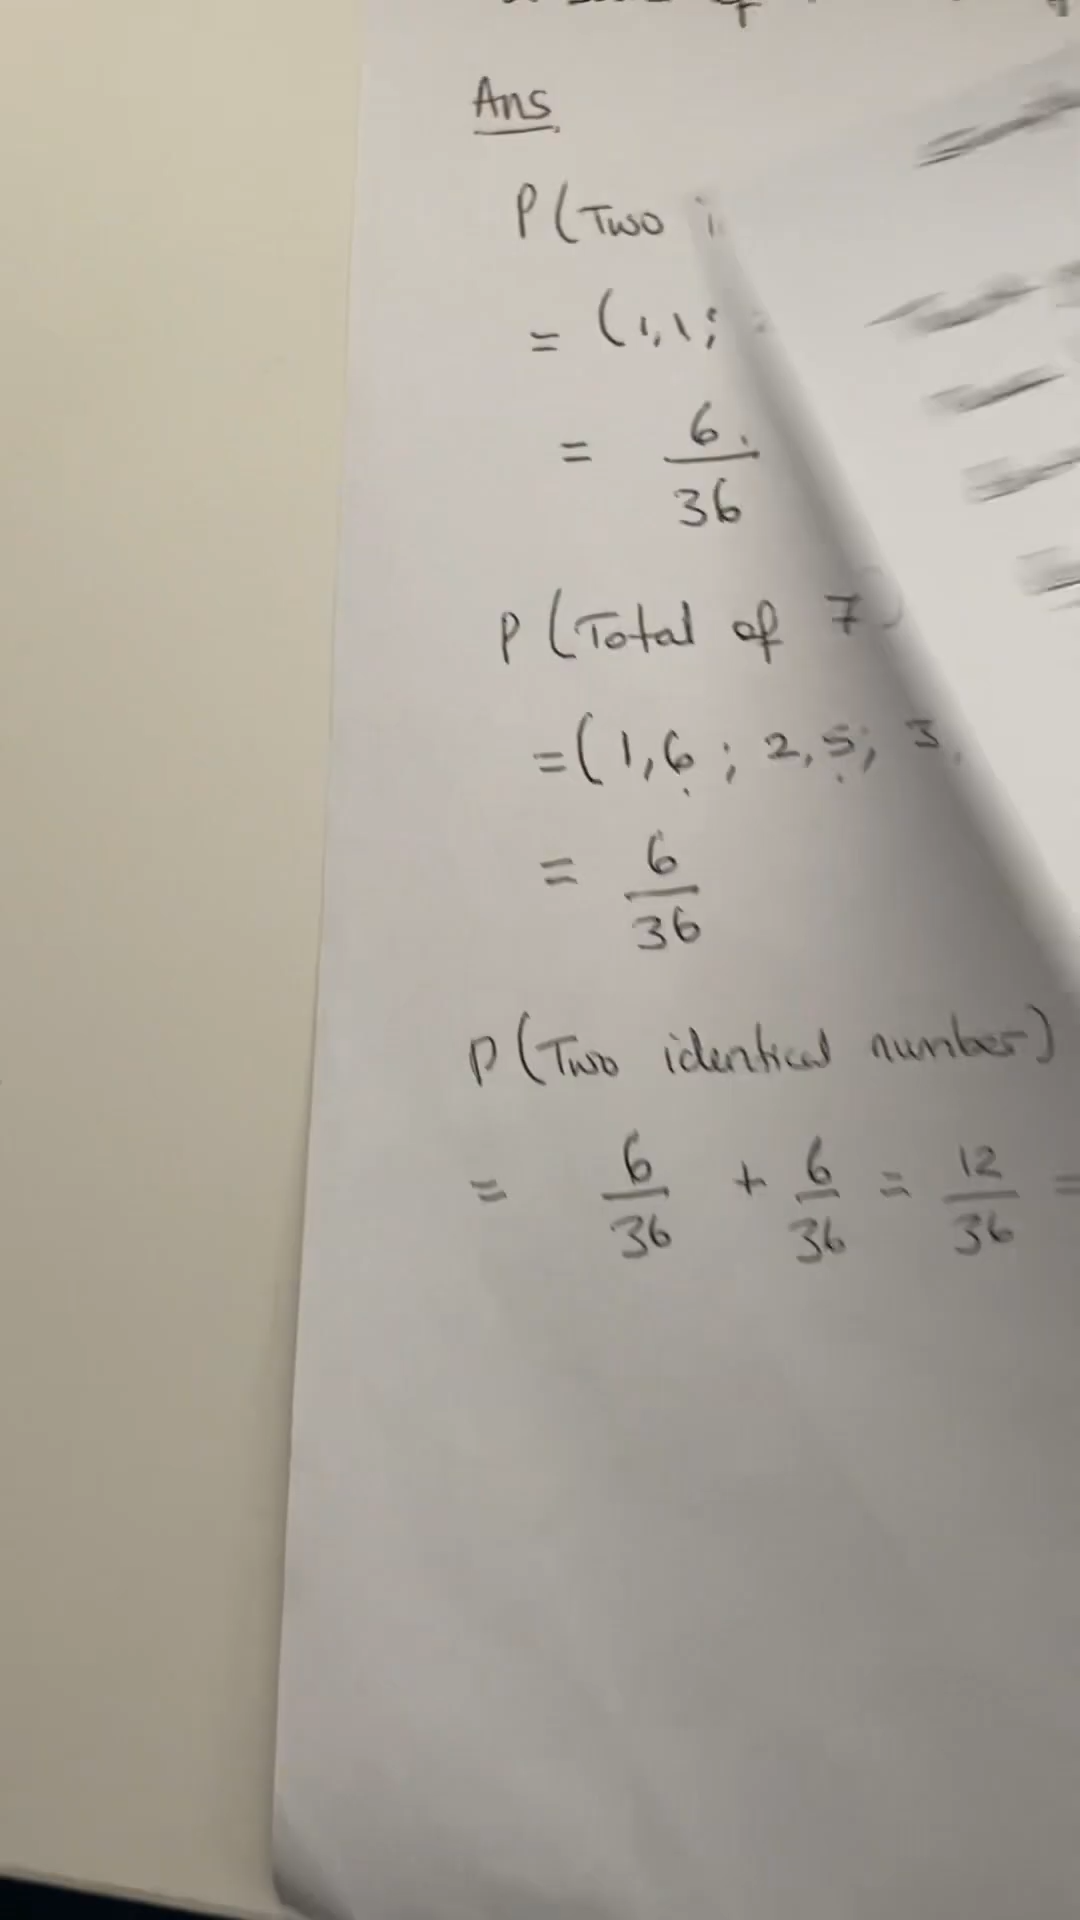 of
Ans
P(Two
= (1,1;
= 6/36
P(Total of 7)
=(1,6; 2,5; 3,
= 6/36
P(Two identical number)
= 6/36 + 6/36 = 12/36 =